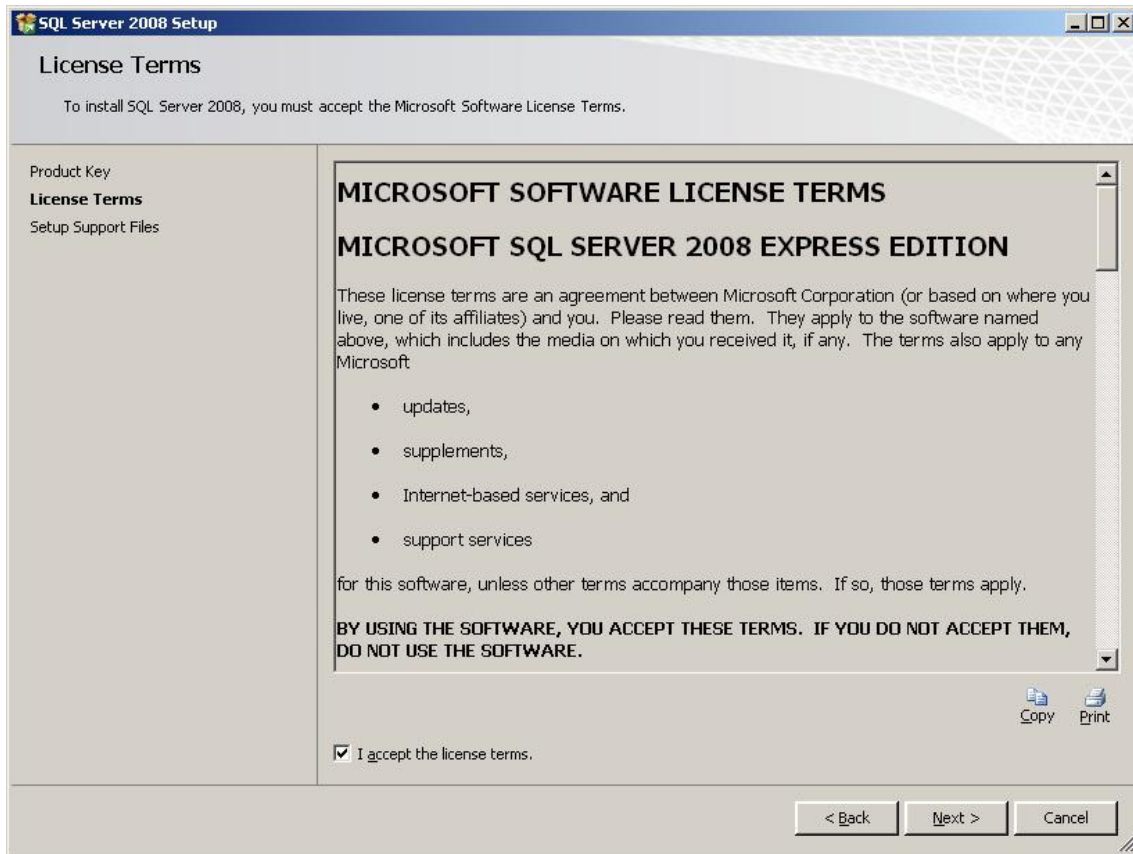 SQL Server 2008 Setup
License Terms
To install SQL Server 2008, you must accept the Microsoft Software License Terms.
Product Key
License Terms
Setup Support Files
MICROSOFT SOFTWARE LICENSE TERMS
MICROSOFT SQL SERVER 2008 EXPRESS EDITION
These license terms are an agreement between Microsoft Corporation (or based on where you
live, one of its affiliates) and you.  Please read them.  They apply to the software named
above, which includes the media on which you received it, if any.  The terms also apply to any
Microsoft
• updates,
• supplements,
• Internet-based services, and
• support services
for this software, unless other terms accompany those items.  If so, those terms apply.
BY USING THE SOFTWARE, YOU ACCEPT THESE TERMS.  IF YOU DO NOT ACCEPT THEM,
DO NOT USE THE SOFTWARE.
Copy Print
I accept the license terms.
< Back Next > Cancel